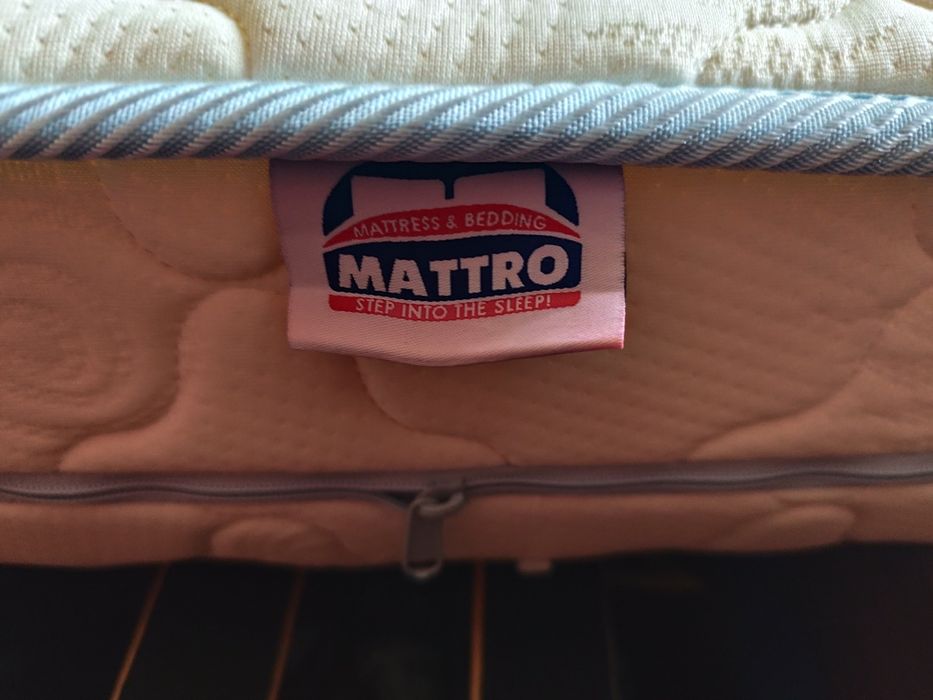 MATTRESS & BEDDING
MATTRO
STEP INTO THE SLEEP!